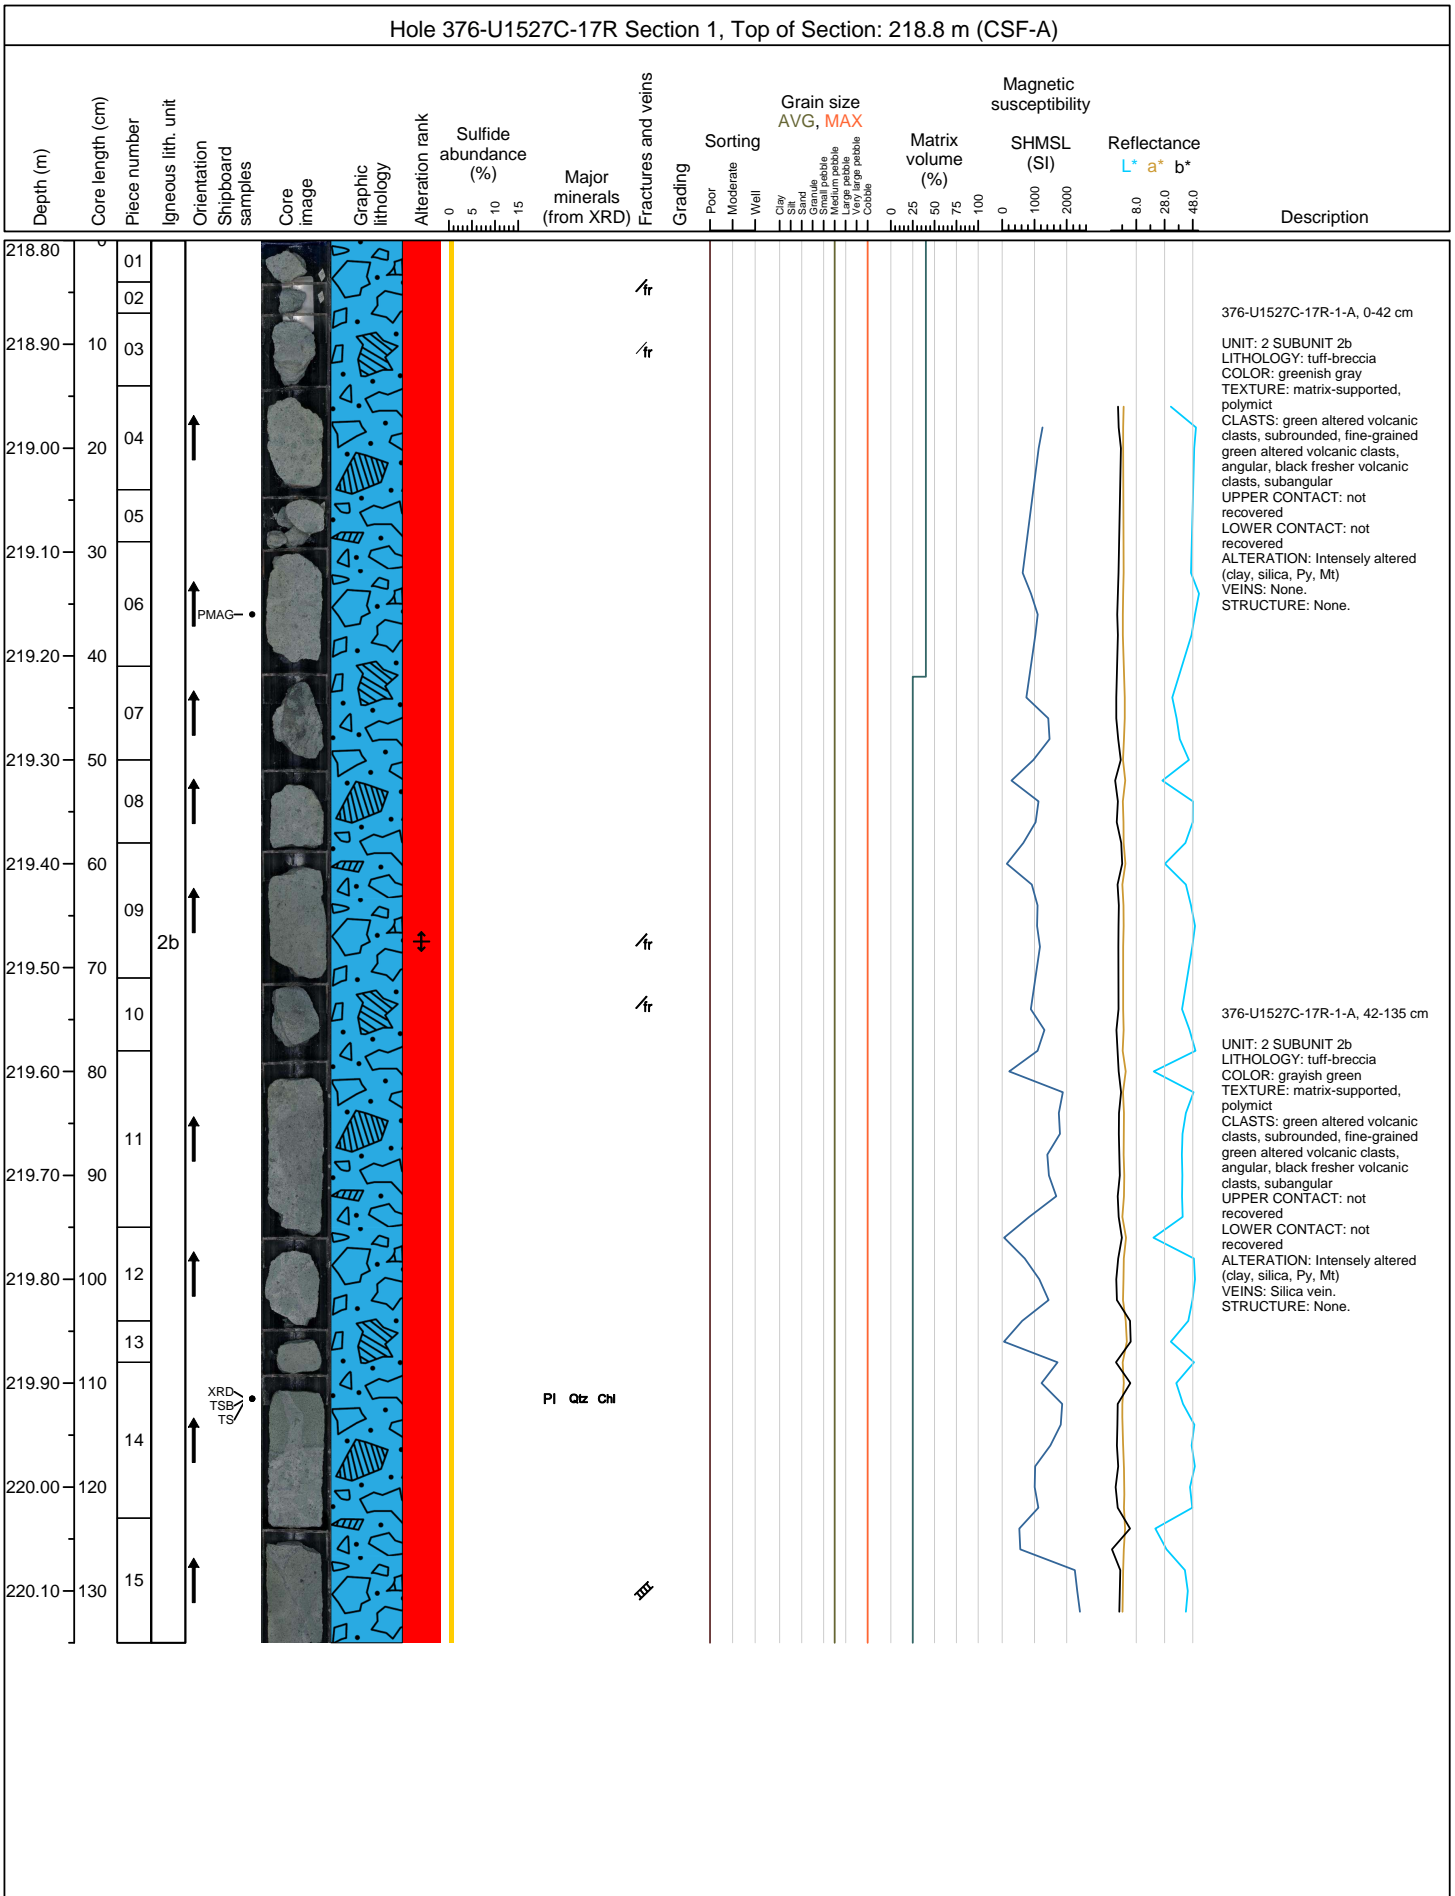 Hole 376-U1527C-17R Section 1, Top of Section: 218.8 m (CSF-A)
Depth (m)
Core length (cm)
Piece number
Igneous lith. unit
Orientation
Shipboard
samples
Core
image
Graphic
lithology
Alteration rank
Sulfide
abundance
(%)
0 5 10 15
Major
minerals
(from XRD)
Fractures and veins
Grading
Sorting
Poor
Moderate
Well
Grain size
AVG, MAX
Clay
Silt
Sand
Granule
Small pebble
Medium pebble
Large pebble
Very large pebble
Cobble
Matrix
volume
(%)
0 25 50 75 100
Magnetic
susceptibility
SHMSL
(SI)
0 1000 2000
Reflectance
L* a* b*
8.0 28.0 48.0
Description
218.80 0
218.90 10
219.00 20
219.10 30
219.20 40
219.30 50
219.40 60
219.50 70
219.60 80
219.70 90
219.80 100
219.90 110
220.00 120
220.10 130
01
02
03
04
05
06
07
08
09
10
11
12
13
14
15
2b
PMAG
XRD
TSB
TS
Pl Qtz Chl
fr
fr
fr
fr
376-U1527C-17R-1-A, 0-42 cm
UNIT: 2 SUBUNIT 2b
LITHOLOGY: tuff-breccia
COLOR: greenish gray
TEXTURE: matrix-supported,
polymict
CLASTS: green altered volcanic
clasts, subrounded, fine-grained
green altered volcanic clasts,
angular, black fresher volcanic
clasts, subangular
UPPER CONTACT: not
recovered
LOWER CONTACT: not
recovered
ALTERATION: Intensely altered
(clay, silica, Py, Mt)
VEINS: None.
STRUCTURE: None.
376-U1527C-17R-1-A, 42-135 cm
UNIT: 2 SUBUNIT 2b
LITHOLOGY: tuff-breccia
COLOR: grayish green
TEXTURE: matrix-supported,
polymict
CLASTS: green altered volcanic
clasts, subrounded, fine-grained
green altered volcanic clasts,
angular, black fresher volcanic
clasts, subangular
UPPER CONTACT: not
recovered
LOWER CONTACT: not
recovered
ALTERATION: Intensely altered
(clay, silica, Py, Mt)
VEINS: Silica vein.
STRUCTURE: None.